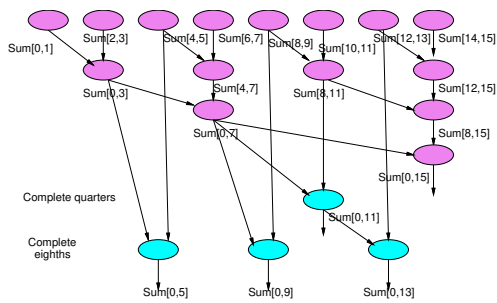 Sum[0,1]
Sum[2,3]
Sum[4,5]
Sum[6,7]
Sum[8,9]
Sum[10,11]
Sum[12,13]
Sum[14,15]
Sum[0,3]
Sum[4,7]
Sum[8,11]
Sum[12,15]
Sum[0,7]
Sum[8,15]
Sum[0,15]
Complete quarters
Sum[0,11]
Complete
eighths
Sum[0,5]
Sum[0,9]
Sum[0,13]